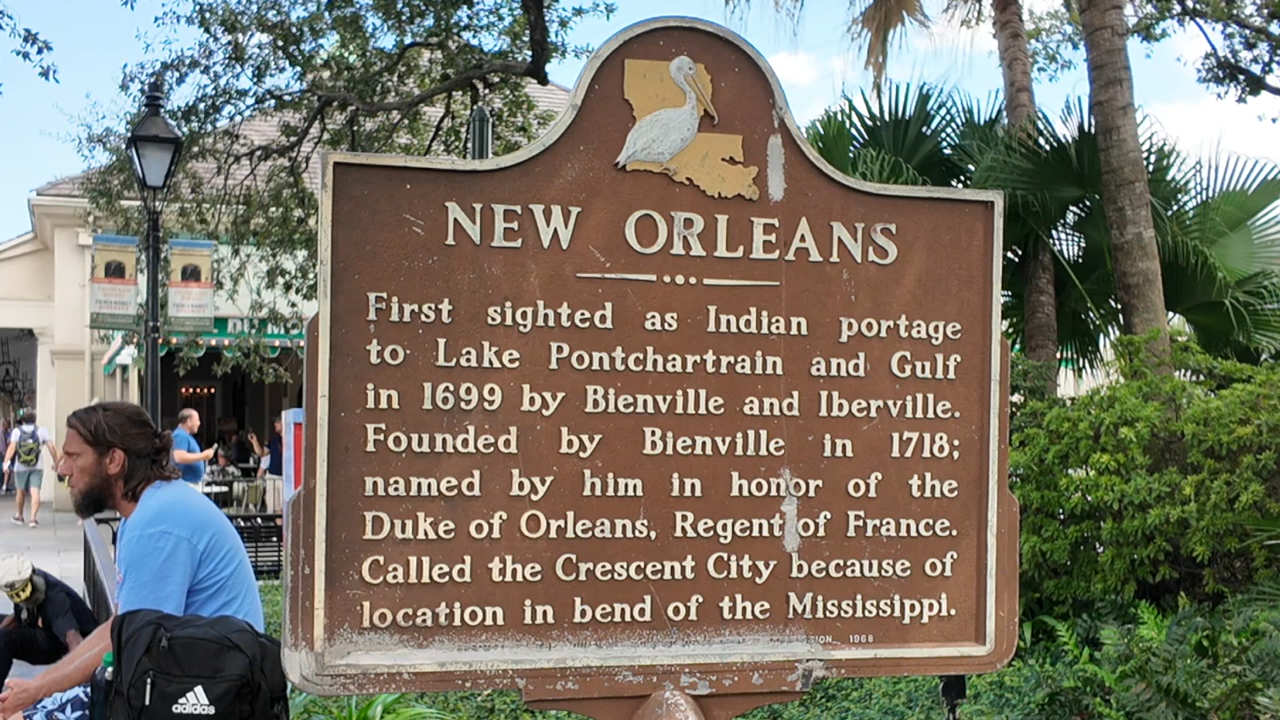 NEW ORLEANS
First sighted as Indian portage
to Lake Pontchartrain and Gulf
in 1699 by Bienville and Iberville.
Founded by Bienville in 1718;
named by him in honor of the
Duke of Orleans, Regent of France.
Called the Crescent City because of
location in bend of the Mississippi.
1968
adidas